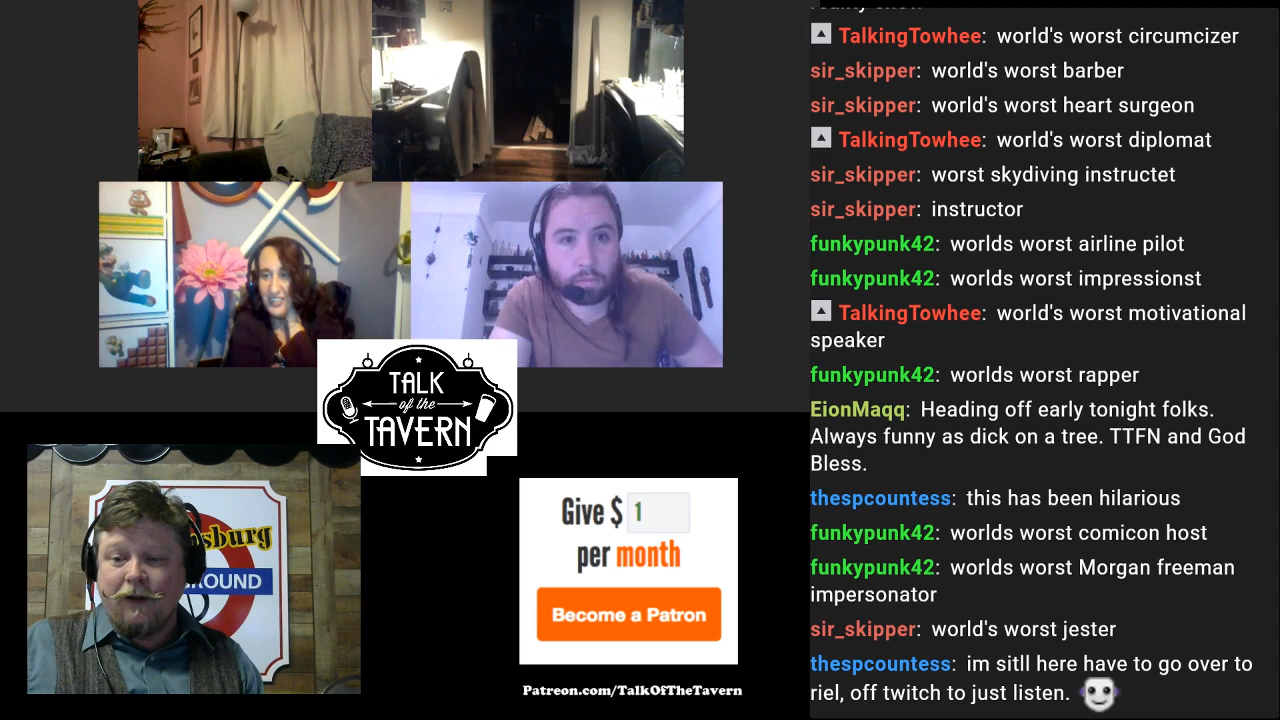 TALK
of the
TAVERN
sburg
ROUND
Give $ 1
per month
Become a Patron
Patreon.com/TalkOfTheTavern
TalkingTowhee: world's worst circumcizer
sir_skipper: world's worst barber
sir_skipper: world's worst heart surgeon
TalkingTowhee: world's worst diplomat
sir_skipper: worst skydiving instructet
sir_skipper: instructor
funkypunk42: worlds worst airline pilot
funkypunk42: worlds worst impressionst
TalkingTowhee: world's worst motivational
speaker
funkypunk42: worlds worst rapper
EionMaqq: Heading off early tonight folks.
Always funny as dick on a tree. TTFN and God
Bless.
thespcountess: this has been hilarious
funkypunk42: worlds worst comicon host
funkypunk42: worlds worst Morgan freeman
impersonator
sir_skipper: world's worst jester
thespcountess: im sitll here have to go over to
riel, off twitch to just listen.